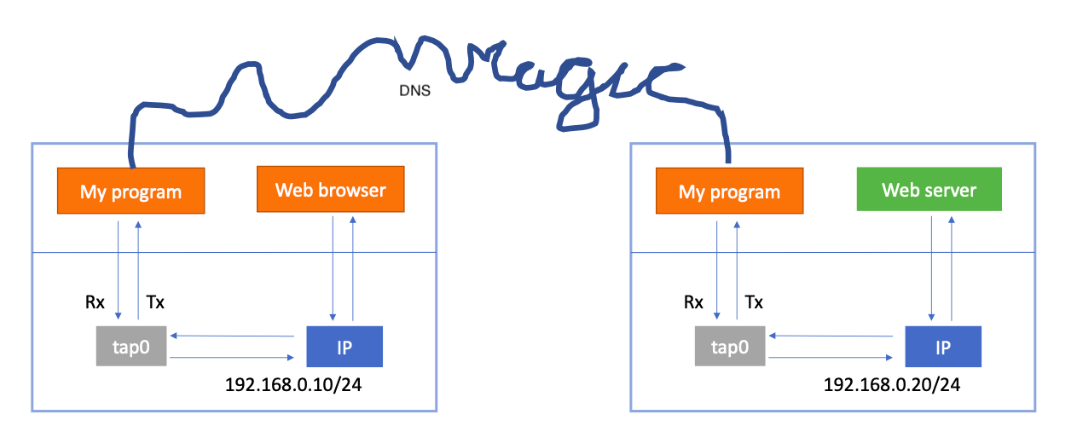 magic
DNS
My program
Web browser
Rx
Tx
tap0
IP
192.168.0.10/24
My program
Web server
Rx
Tx
tap0
IP
192.168.0.20/24